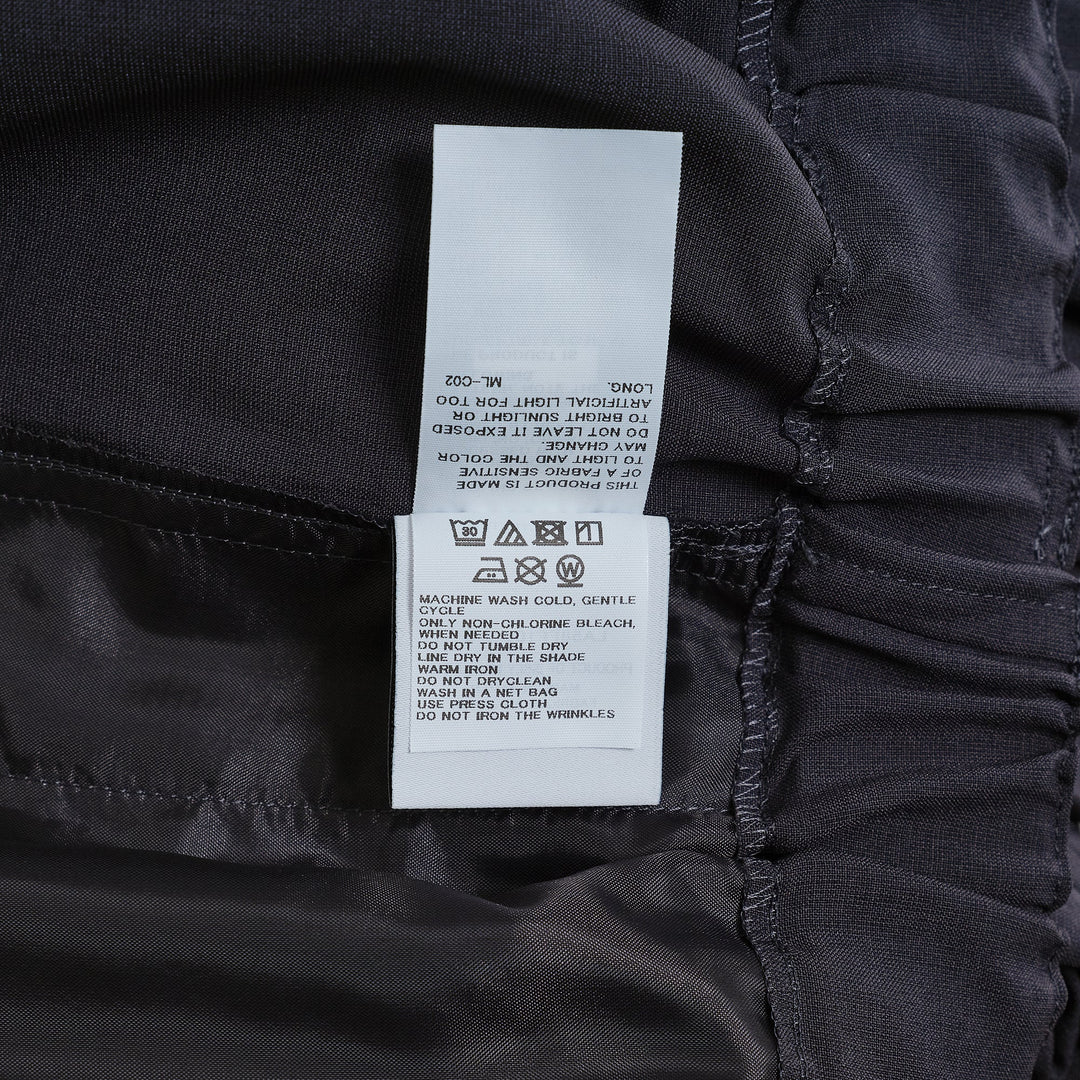 THIS PRODUCT IS MADE
OF A FABRIC SENSITIVE
TO LIGHT AND THE COLOR
MAY CHANGE.
DO NOT LEAVE IT EXPOSED
TO BRIGHT SUNLIGHT OR
ARTIFICIAL LIGHT FOR TOO
LONG. ML-C02
30
W
MACHINE WASH COLD, GENTLE
CYCLE
ONLY NON-CHLORINE BLEACH,
WHEN NEEDED
DO NOT TUMBLE DRY
LINE DRY IN THE SHADE
WARM IRON
DO NOT DRYCLEAN
WASH IN A NET BAG
USE PRESS CLOTH
DO NOT IRON THE WRINKLES